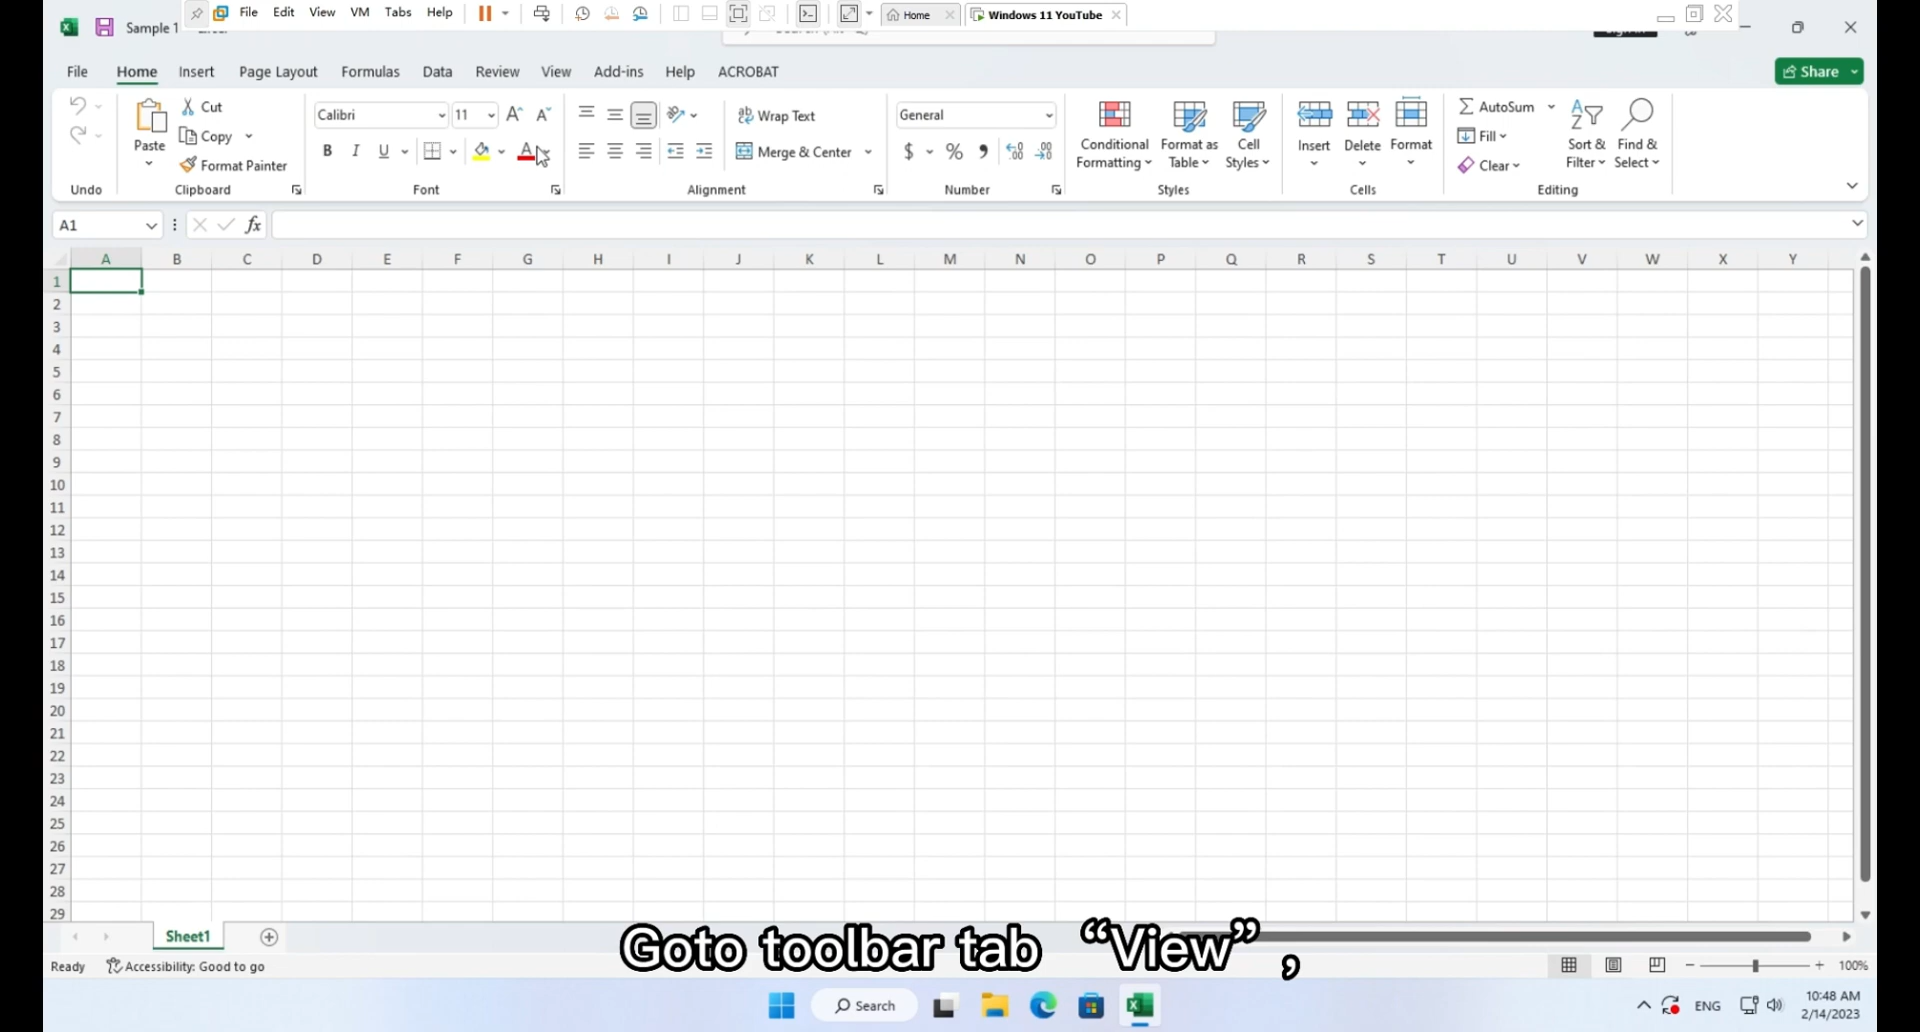 File Edit View VM Tabs Help Home Windows 11 YouTube
Sample 1
File Home Insert Page Layout Formulas Data Review View Add-ins Help ACROBAT Share
Cut
Copy
Format Painter
Paste
Undo
Clipboard
Calibri 11
B I U
Font
Wrap Text
Merge & Center
Alignment
General
$ %
Number
Conditional Formatting
Format as Table
Cell Styles
Styles
Insert Delete Format
Cells
AutoSum
Fill
Clear
Sort & Filter
Find & Select
Editing
A1 fx
A B C D E F G H I J K L M N O P Q R S T U V W X Y
1
2
3
4
5
6
7
8
9
10
11
12
13
14
15
16
17
18
19
20
21
22
23
24
25
26
27
28
29
Sheet1
Goto toolbar tab “View”,
Ready Accessibility: Good to go 100%
Search ENG 10:48 AM
2/14/2023